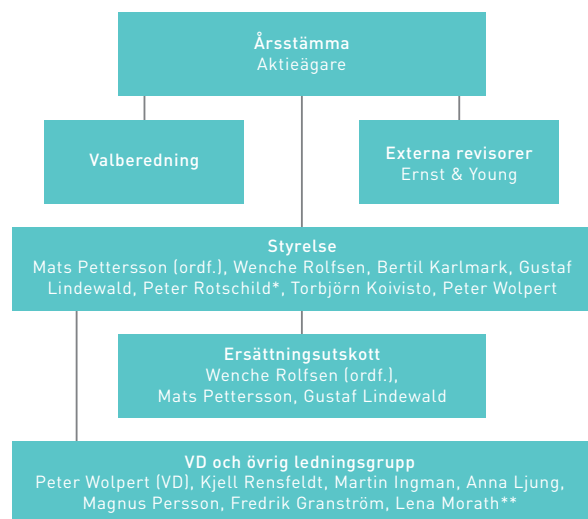 Årsstämma
Aktieägare
Valberedning
Externa revisorer
Ernst & Young
Styrelse
Mats Pettersson (ordf.), Wenche Rolfsen, Bertil Karlmark, Gustaf
Lindewald, Peter Rotschild*, Torbjörn Koivisto, Peter Wolpert
Ersättningsutskott
Wenche Rolfsen (ordf.),
Mats Pettersson, Gustaf Lindewald
VD och övrig ledningsgrupp
Peter Wolpert (VD), Kjell Rensfeldt, Martin Ingman, Anna Ljung,
Magnus Persson, Fredrik Granström, Lena Morath**